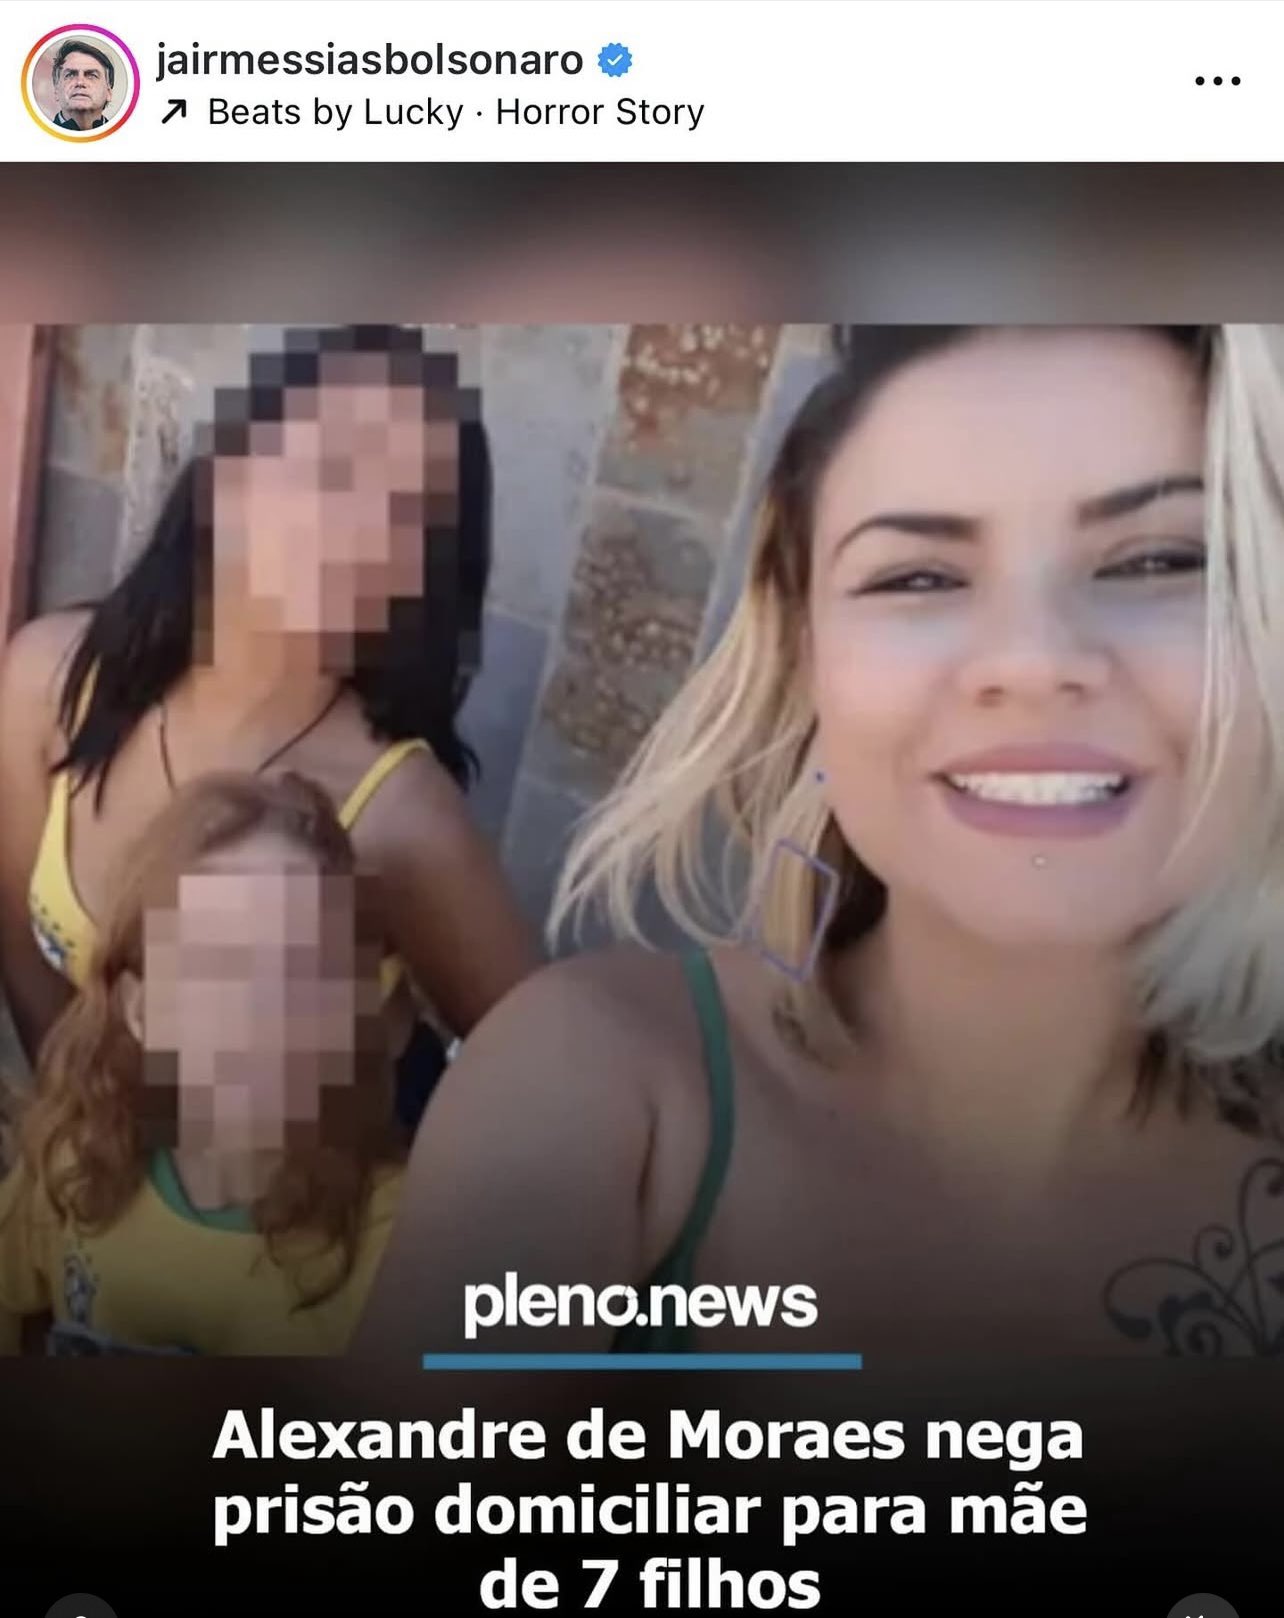 jairmessiasbolsonaro
Beats by Lucky · Horror Story
pleno.news
Alexandre de Moraes nega
prisão domiciliar para mãe
de 7 filhos